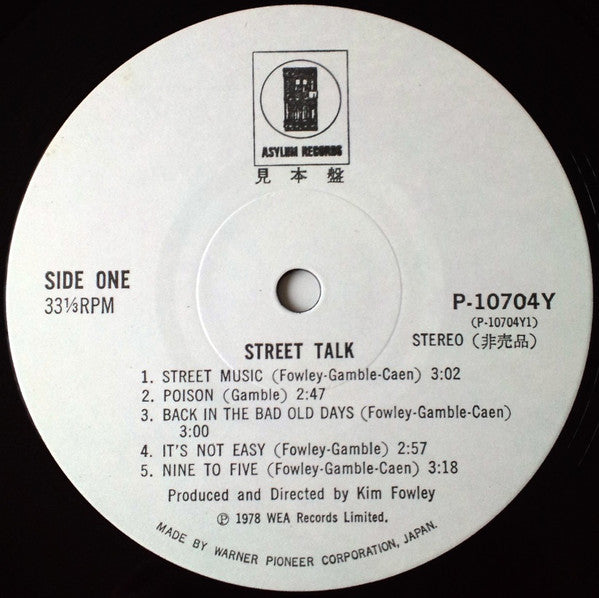 ASYLUM RECORDS
見本盤
SIDE ONE
33⅓RPM
P-10704Y
(P-10704Y1)
STEREO (非売品)
STREET TALK
1. STREET MUSIC (Fowley-Gamble-Caen) 3:02
2. POISON (Gamble) 2:47
3. BACK IN THE BAD OLD DAYS (Fowley-Gamble-Caen)
3:00
4. IT'S NOT EASY (Fowley-Gamble) 2:57
5. NINE TO FIVE (Fowley-Gamble-Caen) 3:18
Produced and Directed by Kim Fowley
Ⓟ 1978 WEA Records Limited.
MADE BY WARNER PIONEER CORPORATION, JAPAN.